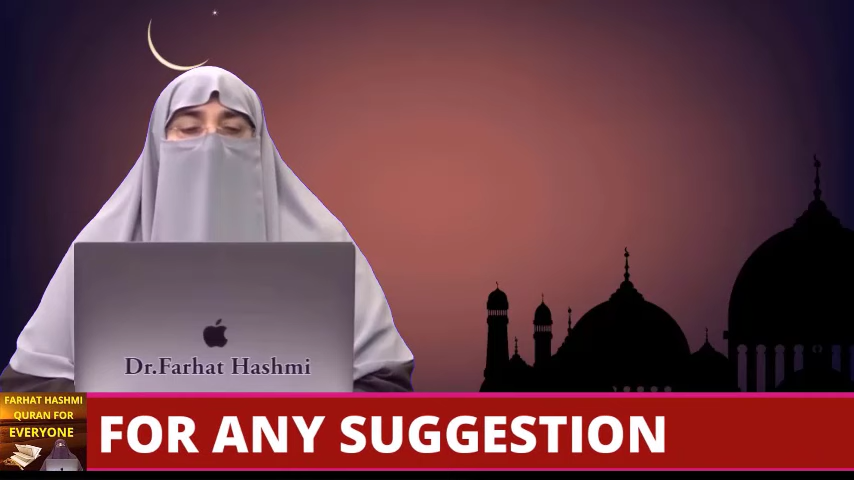 Dr.Farhat Hashmi
FARHAT HASHMI
QURAN FOR
EVERYONE
FOR ANY SUGGESTION